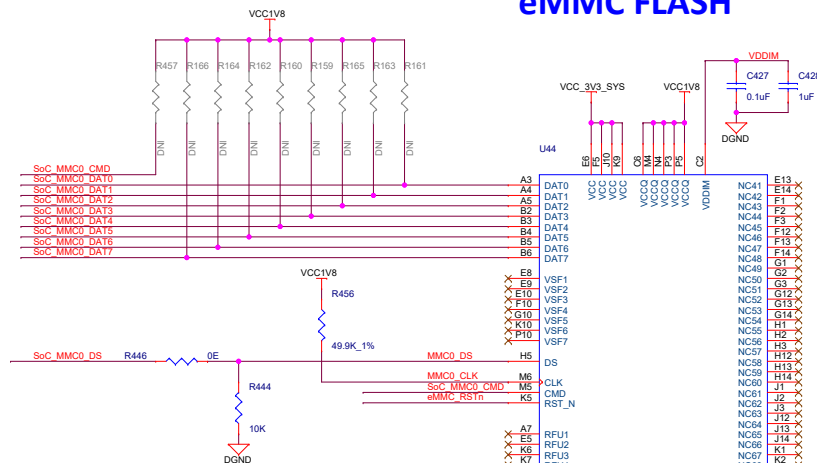 eMMC FLASH
VCC1V8
R457 R166 R164 R162 R160 R159 R165 R163 R161
DNI DNI DNI DNI DNI DNI DNI DNI DNI
VDDIM
C427
0.1uF
C428
1uF
DGND
VCC_3V3_SYS
VCC1V8
U44
E6 F5 J10 K9 C6 M4 N4 P3 P5 C2
VCC VCC VCC VCC VCCQ VCCQ VCCQ VCCQ VCCQ VDDIM
SoC_MMC0_CMD
SoC_MMC0_DAT0
SoC_MMC0_DAT1
SoC_MMC0_DAT2
SoC_MMC0_DAT3
SoC_MMC0_DAT4
SoC_MMC0_DAT5
SoC_MMC0_DAT6
SoC_MMC0_DAT7
A3 DAT0
A4 DAT1
A5 DAT2
B2 DAT3
B3 DAT4
B4 DAT5
B5 DAT6
B6 DAT7
E8 VSF1
E9 VSF2
E10 VSF3
F10 VSF4
G10 VSF5
K10 VSF6
P10 VSF7
VCC1V8
R456
49.9K_1%
SoC_MMC0_DS R446 0E MMC0_DS H5 DS
MMC0_CLK M6 CLK
SoC_MMC0_CMD M5 CMD
eMMC_RSTn K5 RST_N
R444
10K
DGND
A7 RFU1
E5 RFU2
K6 RFU3
K7
NC41 E13
NC42 E14
NC43 F1
NC44 F2
NC45 F3
NC46 F12
NC47 F13
NC48 F14
NC49 G1
NC50 G2
NC51 G3
NC52 G12
NC53 G13
NC54 G14
NC55 H1
NC56 H2
NC57 H3
NC58 H12
NC59 H13
NC60 H14
NC61 J1
NC62 J2
NC63 J3
NC64 J12
NC65 J13
NC66 J14
NC67 K1
K2